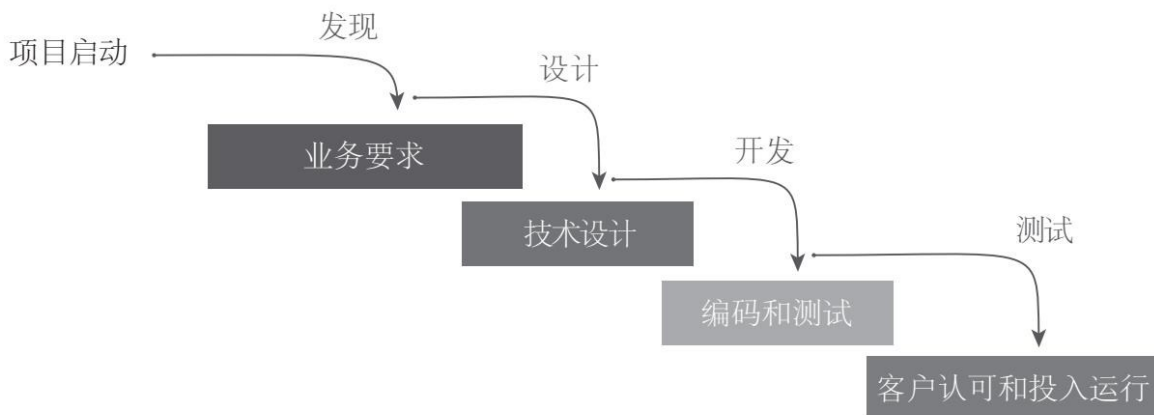 发现
项目启动
设计
业务要求
开发
技术设计
测试
编码和测试
客户认可和投入运行